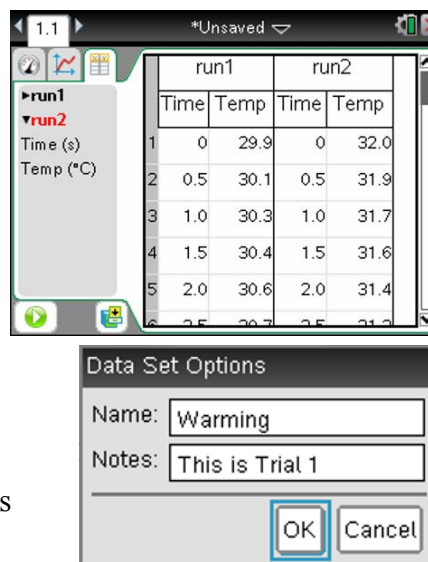 1.1 *Unsaved
run1 run2
run1 Time Temp Time Temp
run2
Time (s) 1 0 29.9 0 32.0
Temp (°C)
2 0.5 30.1 0.5 31.9
3 1.0 30.3 1.0 31.7
4 1.5 30.4 1.5 31.6
5 2.0 30.6 2.0 31.4
Data Set Options
Name: Warming
Notes: This is Trial 1
s
OK Cancel